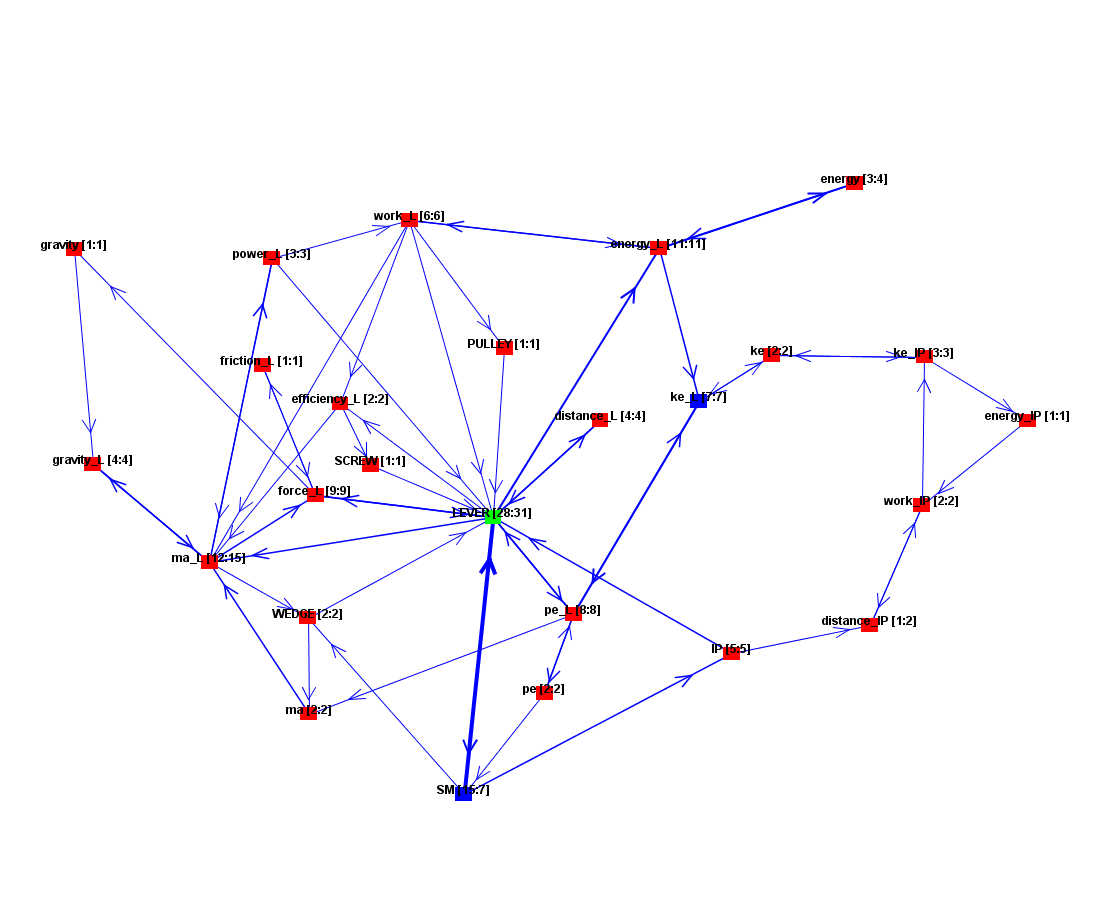 energy [3:4]
work_L [6:6]
gravity [1:1]
energy_L [11:11]
power_L [3:3]
PULLEY [1:1]
ke [2:2]
ke_IP [3:3]
friction_L [1:1]
efficiency_L [2:2]
ke_L [7:7]
distance_L [4:4]
energy_IP [1:1]
gravity_L [4:4]
SCREW [1:1]
force_L [9:9]
work_IP [2:2]
LEVER [28:31]
ma_L [12:15]
WEDGE [2:2]
pe_L [8:8]
distance_IP [1:2]
IP [5:5]
pe [2:2]
ma [2:2]
SM [15:7]